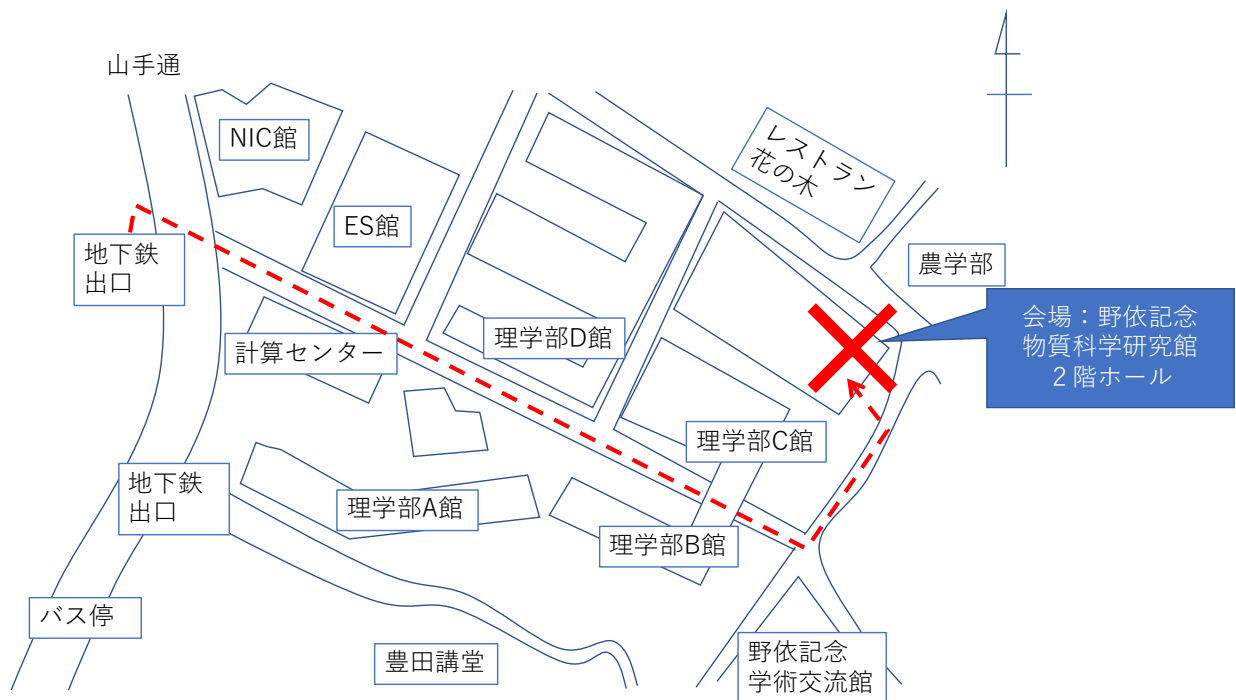 山手通
NIC館
レストラン
花の木
ES館
地下鉄
出口
農学部
会場：野依記念
物質科学研究館
２階ホール
理学部D館
計算センター
理学部C館
地下鉄
出口
理学部A館
理学部B館
バス停
豊田講堂
野依記念
学術交流館